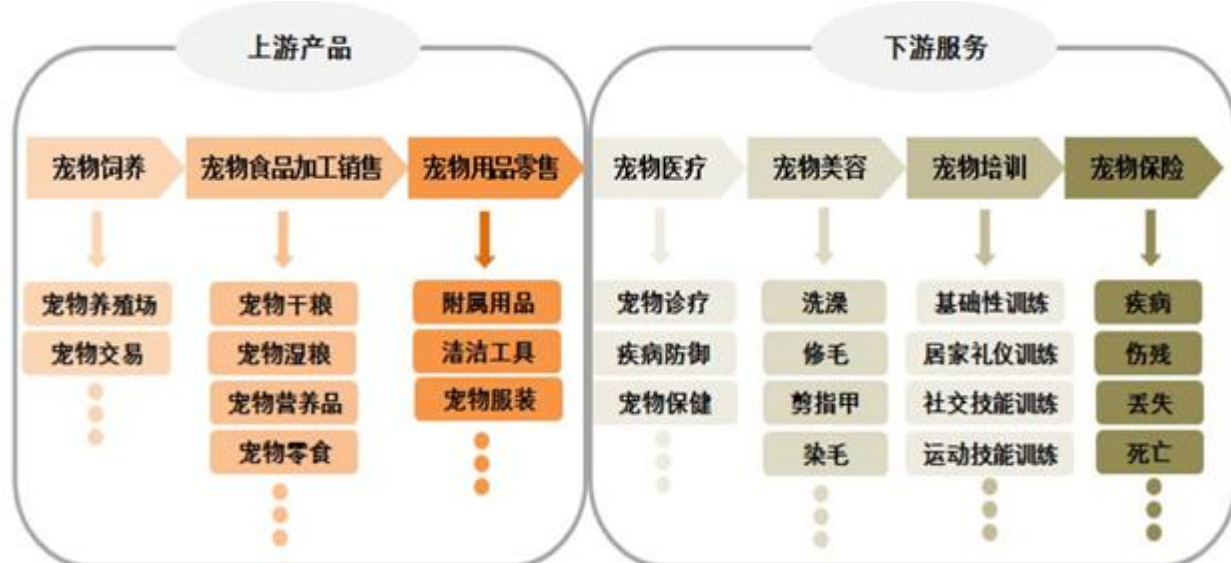 上游产品
下游服务
宠物饲养
宠物食品加工销售
宠物用品零售
宠物医疗
宠物美容
宠物培训
宠物保险
宠物养殖场
宠物交易
宠物干粮
宠物湿粮
宠物营养品
宠物零食
附属用品
洁洁工具
宠物服装
宠物诊疗
疾病防御
宠物保健
洗澡
修毛
剪指甲
染毛
基础性训练
居家礼仪训练
社交技能训练
运动技能训练
疾病
伤残
丢失
死亡